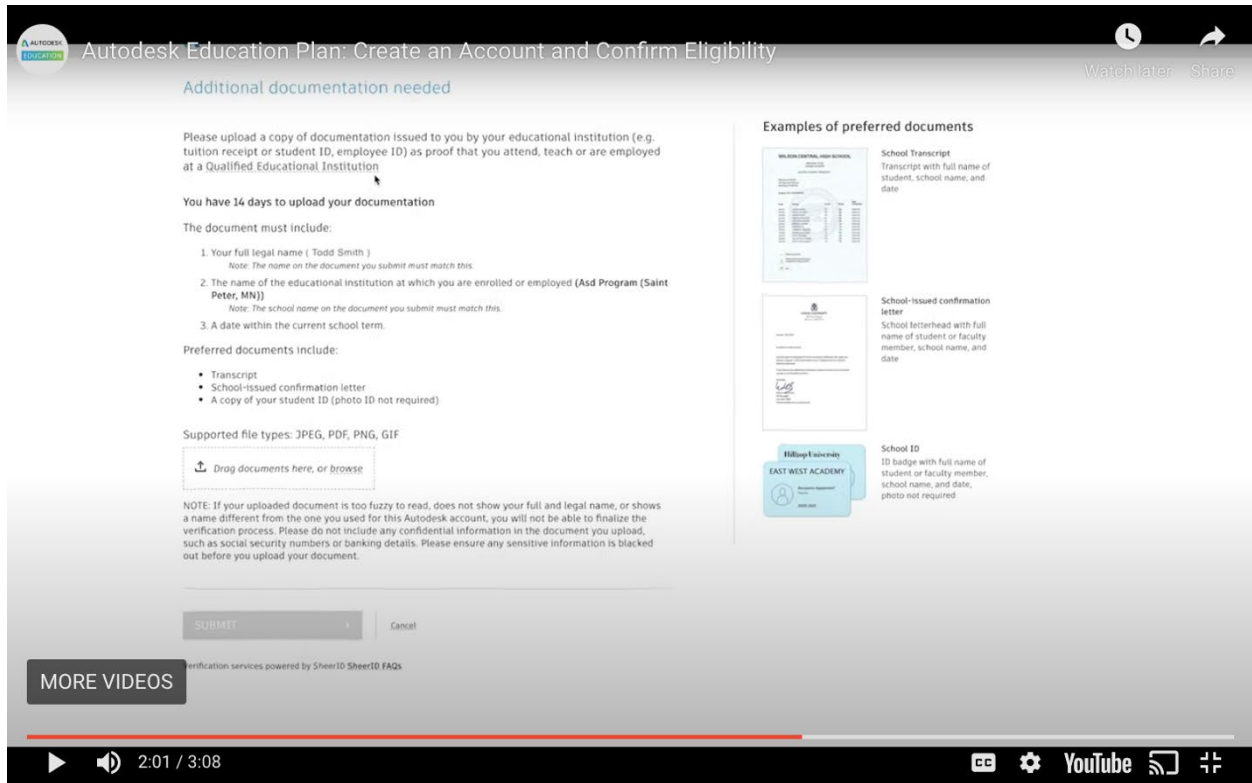 AUTODESK
EDUCATION
Autodesk Education Plan: Create an Account and Confirm Eligibility
Watch later
Share
Additional documentation needed
Please upload a copy of documentation issued to you by your educational institution (e.g.
tuition receipt or student ID, employee ID) as proof that you attend, teach or are employed
at a Qualified Educational Institution
You have 14 days to upload your documentation
The document must include:
1. Your full legal name ( Todd Smith )
Note: The name on the document you submit must match this.
2. The name of the educational institution at which you are enrolled or employed (Asd Program (Saint
Peter, MN))
Note: The school name on the document you submit must match this.
3. A date within the current school term.
Preferred documents include:
• Transcript
• School-issued confirmation letter
• A copy of your student ID (photo ID not required)
Supported file types: JPEG, PDF, PNG, GIF
Drag documents here, or browse
NOTE: If your uploaded document is too fuzzy to read, does not show your full and legal name, or shows
a name different from the one you used for this Autodesk account, you will not be able to finalize the
verification process. Please do not include any confidential information in the document you upload,
such as social security numbers or banking details. Please ensure any sensitive information is blacked
out before you upload your document.
SUBMIT
Cancel
Verification services powered by SheerID SheerID FAQs
Examples of preferred documents
WILSON CENTRAL HIGH SCHOOL
School Transcript
Transcript with full name of
student, school name, and
date
School-issued confirmation
letter
School letterhead with full
name of student or faculty
member, school name, and
date
Hilltop University
EAST WEST ACADEMY
School ID
ID badge with full name of
student or faculty member,
school name, and date,
photo not required
MORE VIDEOS
2:01 / 3:08
CC
YouTube